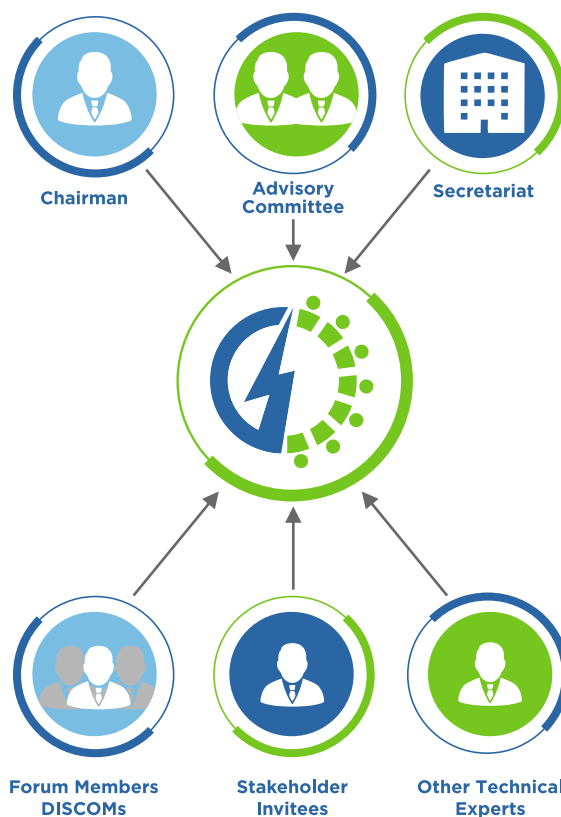 Chairman
Advisory
Committee
Secretariat
Forum Members
DISCOMs
Stakeholder
Invitees
Other Technical
Experts